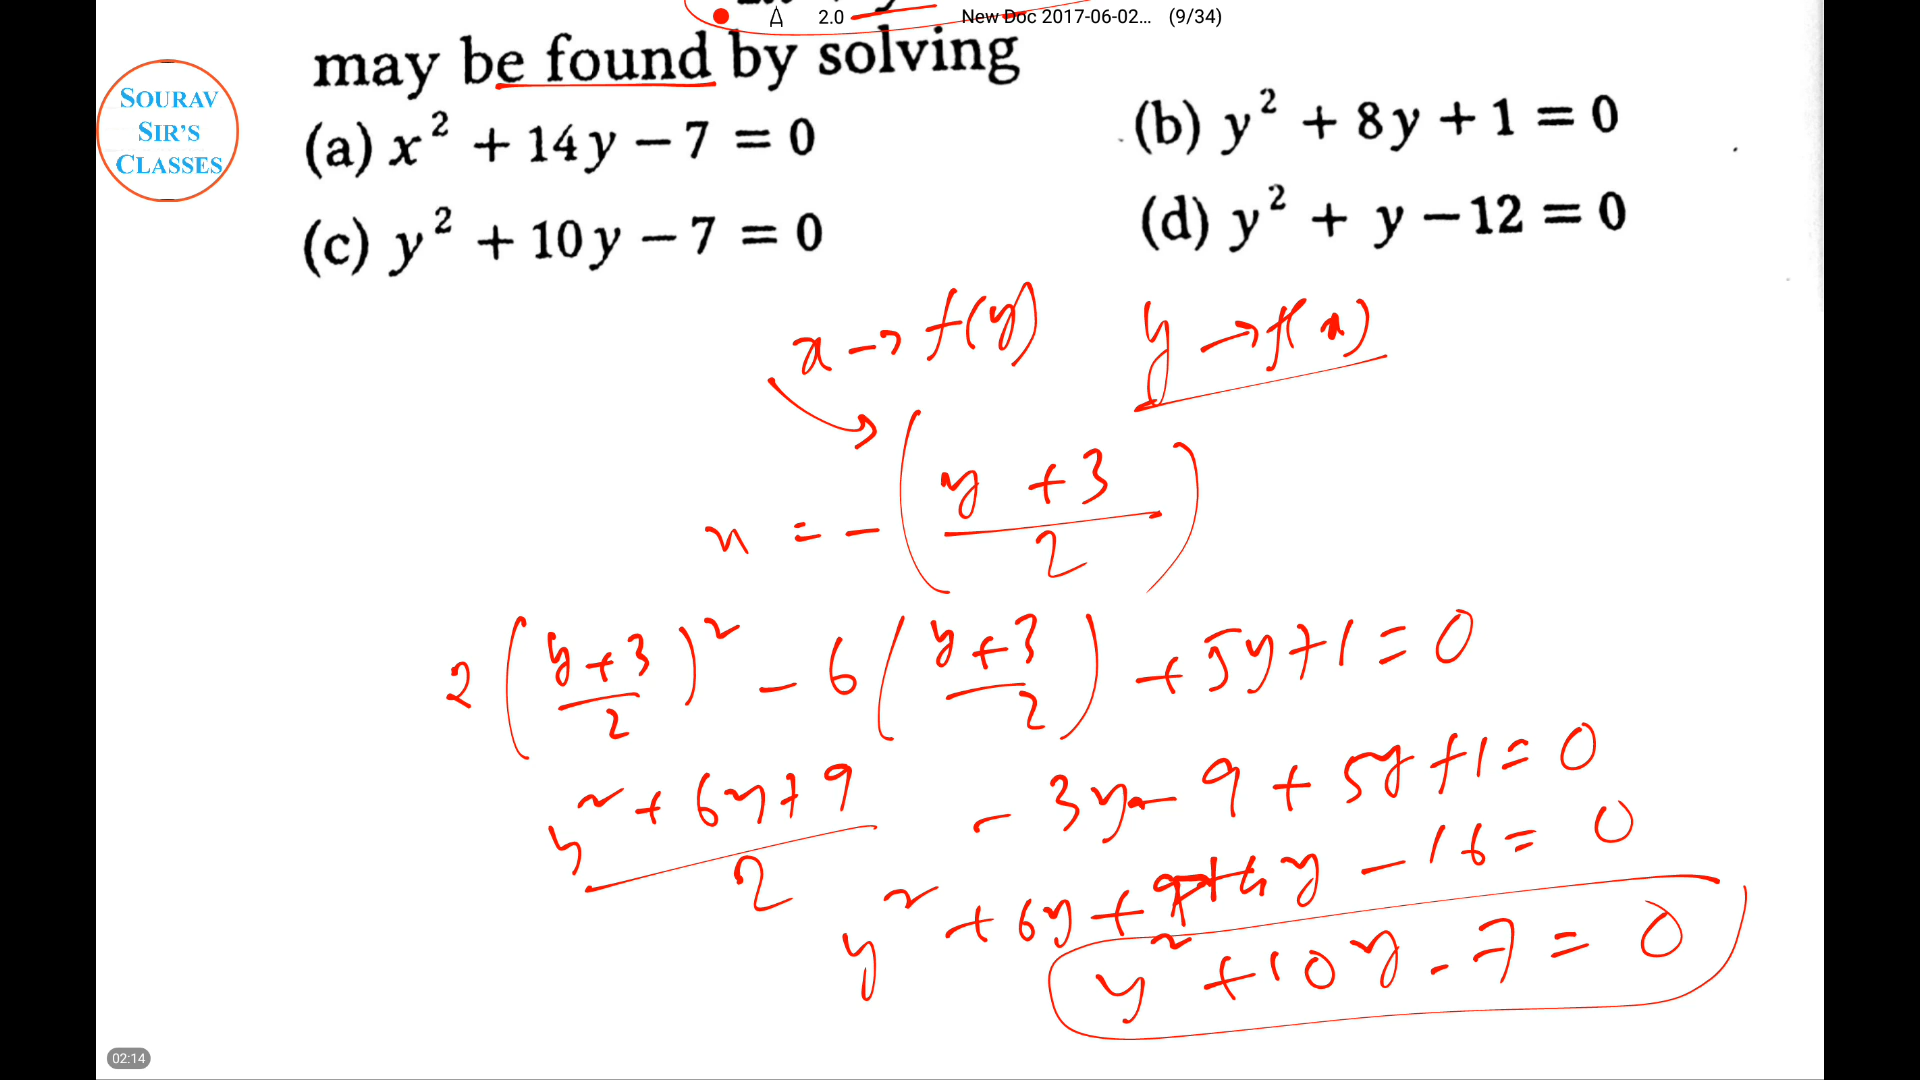 2.0 New Doc 2017-06-02... (9/34)
may be found by solving
SOURAV
SIR'S
CLASSES
(a) x² + 14y – 7 = 0
(b) y² + 8y + 1 = 0
(c) y² + 10y – 7 = 0
(d) y² + y – 12 = 0
x → f(y) y → f(x)
x = - ( (y + 3) / 2 )
2 ( (y+3) / 2 )² - 6 ( (y+3) / 2 ) + 5y + 1 = 0
(y² + 6y + 9) / 2 - 3y - 9 + 5y + 1 = 0
y² + 6y + 9 + 4y - 16 = 0
y² + 10y - 7 = 0
02:14